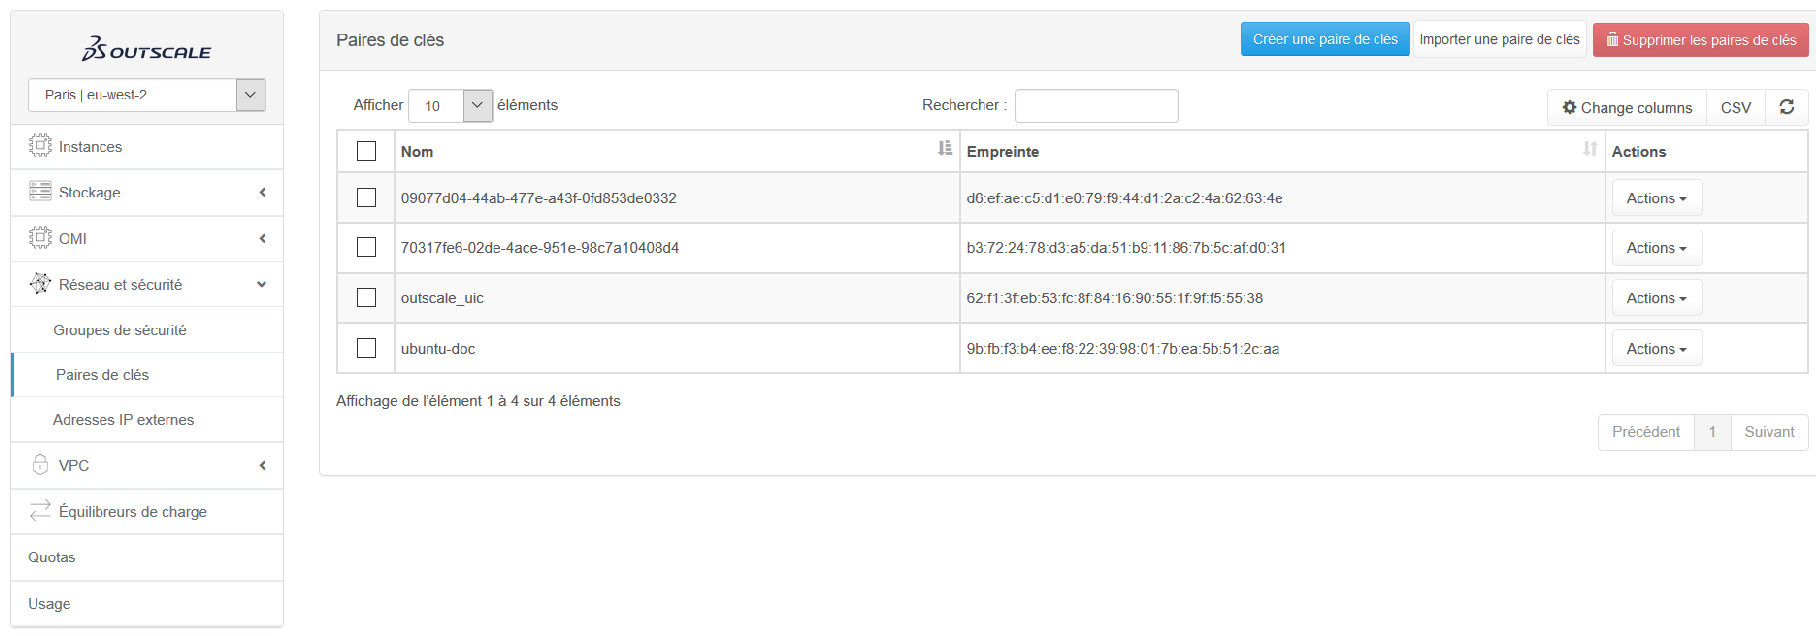 3DS OUTSCALE
Paris | eu-west-2
Instances
Stockage
OMI
Réseau et sécurité
Groupes de sécurité
Paires de clés
Adresses IP externes
VPC
Équilibreurs de charge
Quotas
Usage
Paires de clés
Créer une paire de clés
Importer une paire de clés
Supprimer les paires de clés
Afficher 10 éléments
Rechercher :
Change columns
CSV
Nom Empreinte Actions
09077d04-44ab-477e-a43f-0fd853de0332 d6:ef:ae:c5:d1:e0:79:f9:44:d1:2a:c2:4a:62:63:4e Actions
70317fe6-02de-4ace-951e-98c7a10408d4 b3:72:24:78:d3:a5:da:51:b9:11:86:7b:5c:af:d0:31 Actions
outscale_uic 62:f1:3f:eb:53:fc:8f:84:16:90:55:1f:9f:f5:55:38 Actions
ubuntu-doc 9b:fb:f3:b4:ee:f8:22:39:98:01:7b:ea:5b:51:2c:aa Actions
Affichage de l'élément 1 à 4 sur 4 éléments
Précédent 1 Suivant